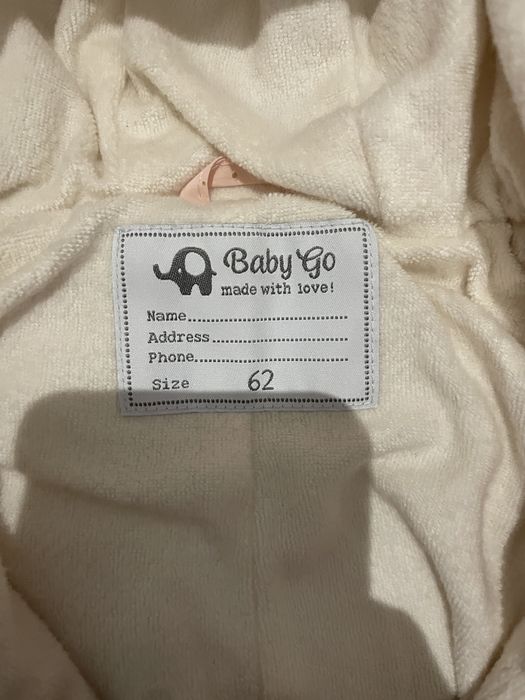 Baby Go
made with love!
Name
Address
Phone
Size 62